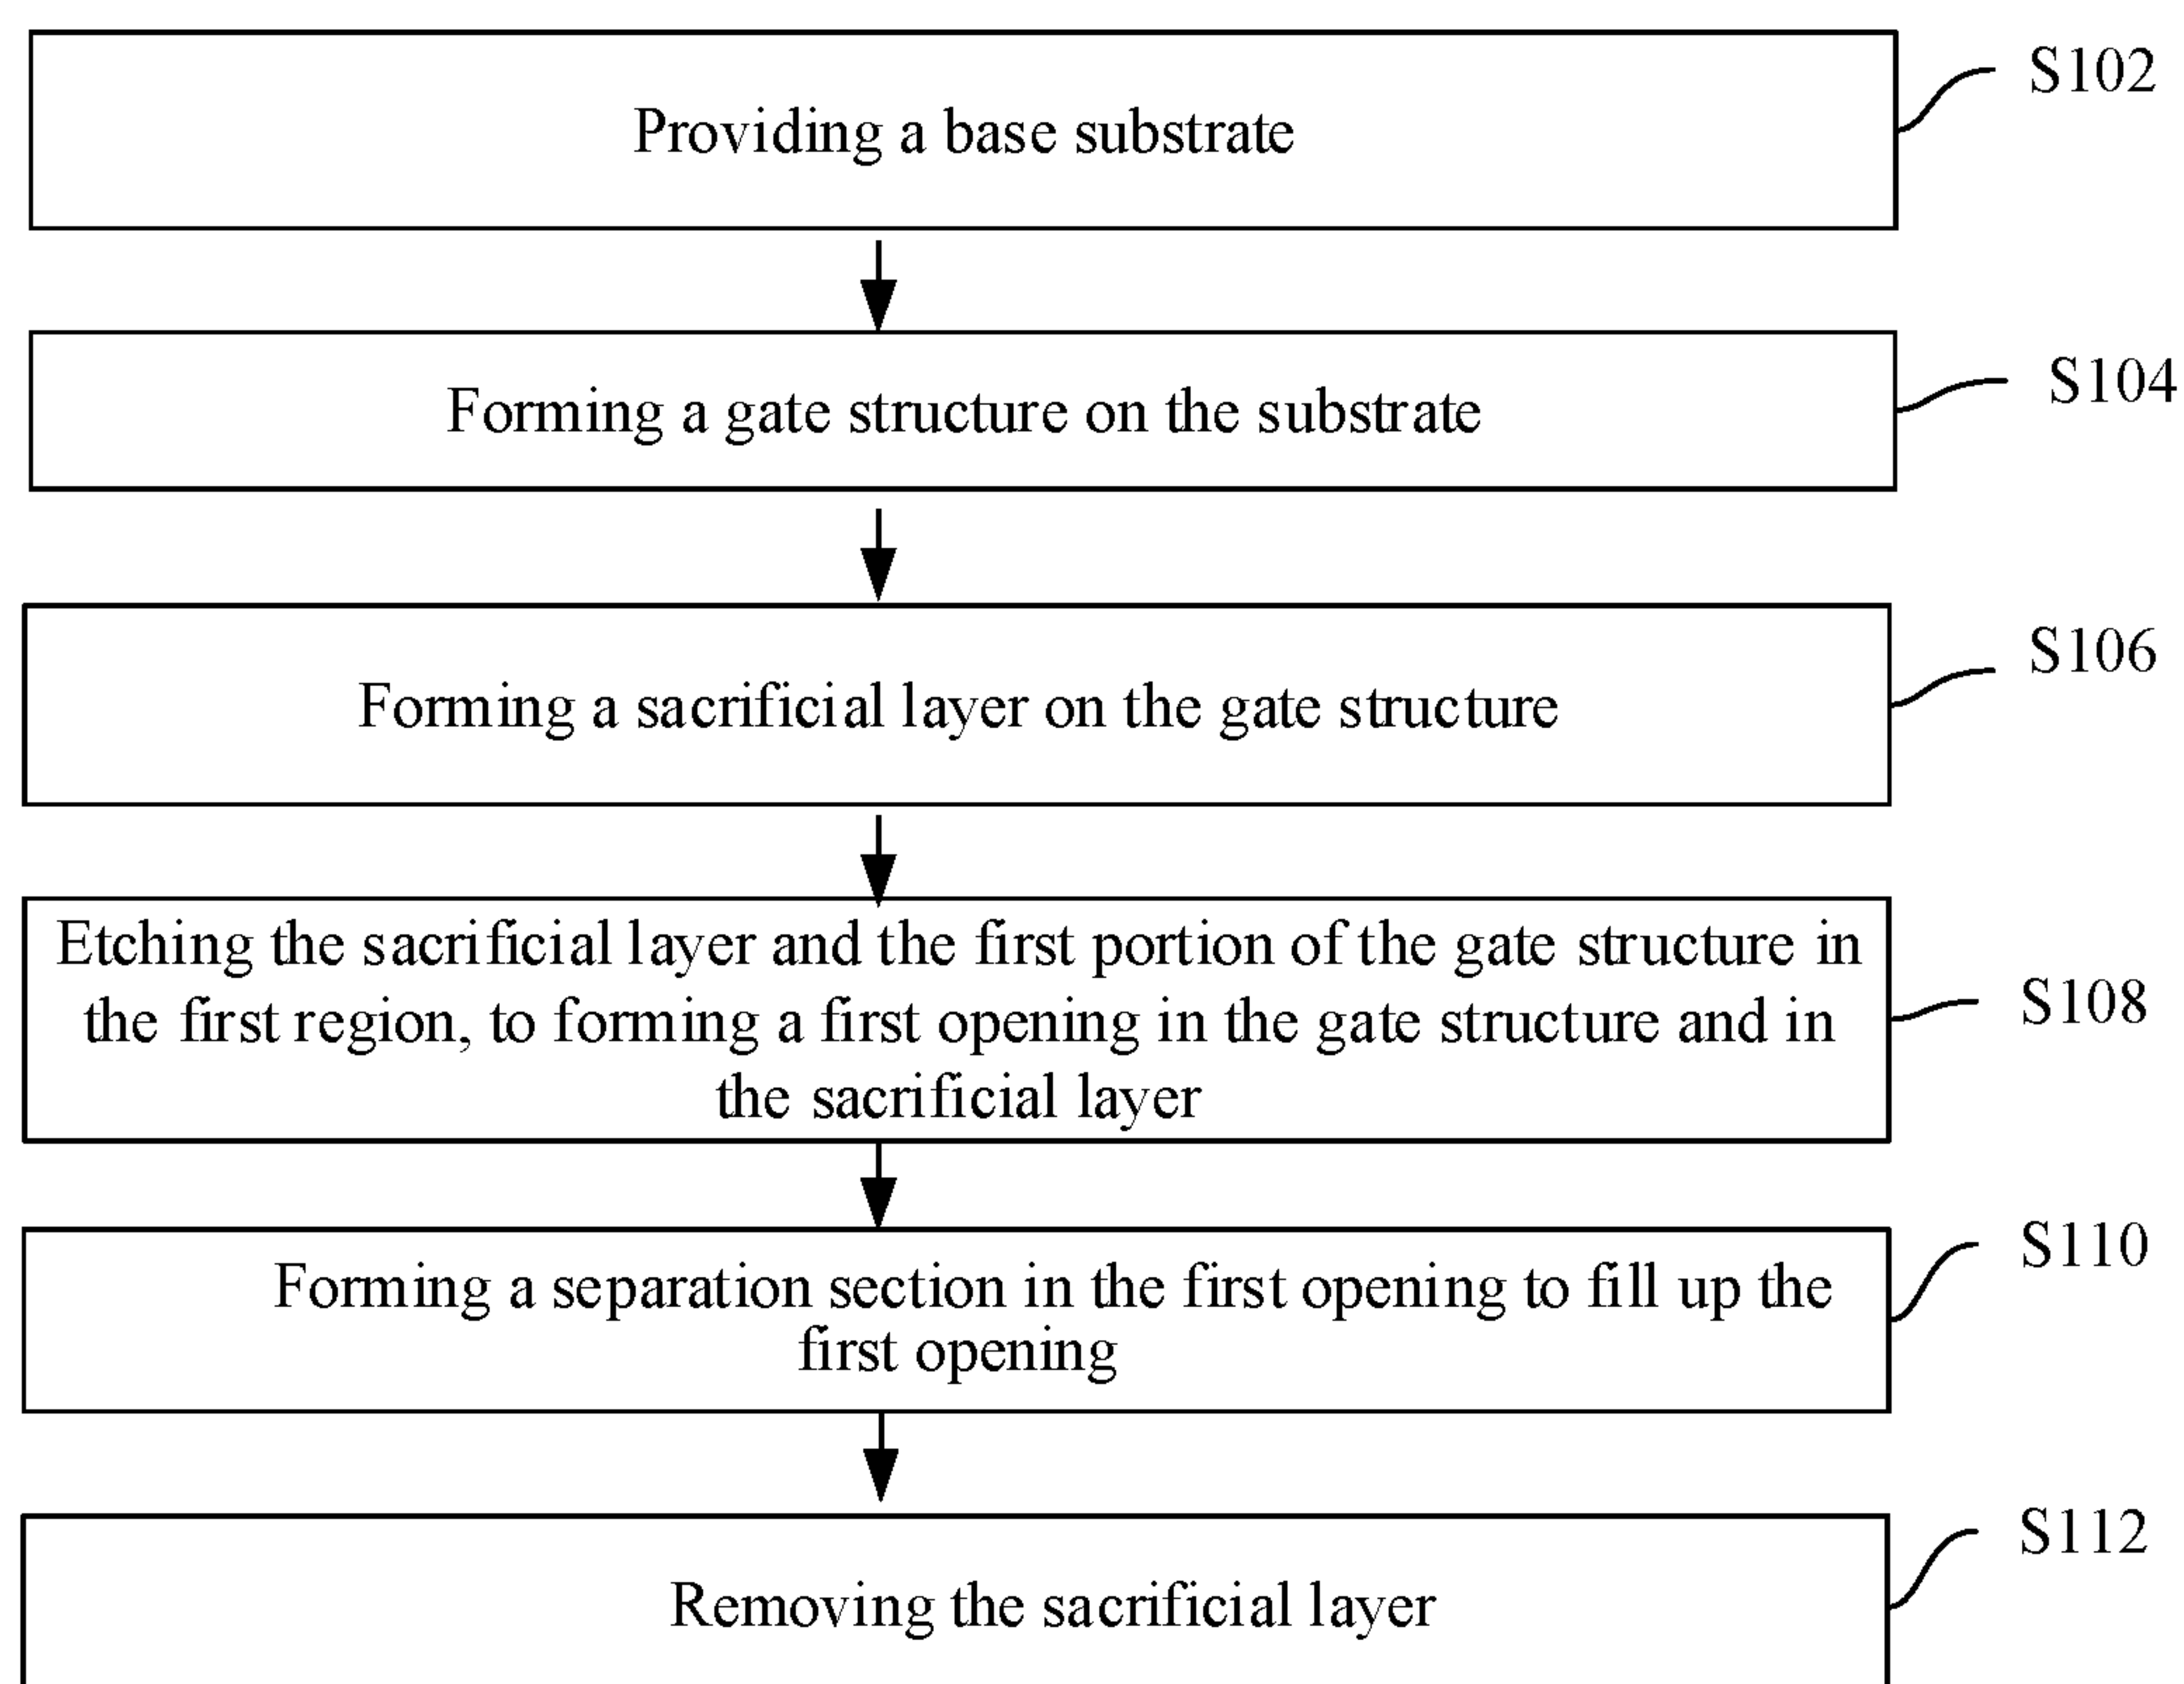 Providing a base substrate
S102
Forming a gate structure on the substrate
S104
Forming a sacrificial layer on the gate structure
S106
Etching the sacrificial layer and the first portion of the gate structure in
the first region, to forming a first opening in the gate structure and in
the sacrificial layer
S108
Forming a separation section in the first opening to fill up the
first opening
S110
Removing the sacrificial layer
S112